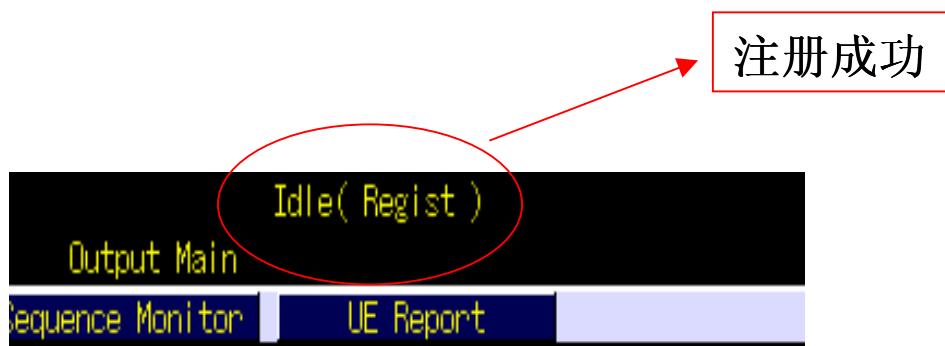 注册成功
Idle( Regist )
Output Main
Sequence Monitor
UE Report